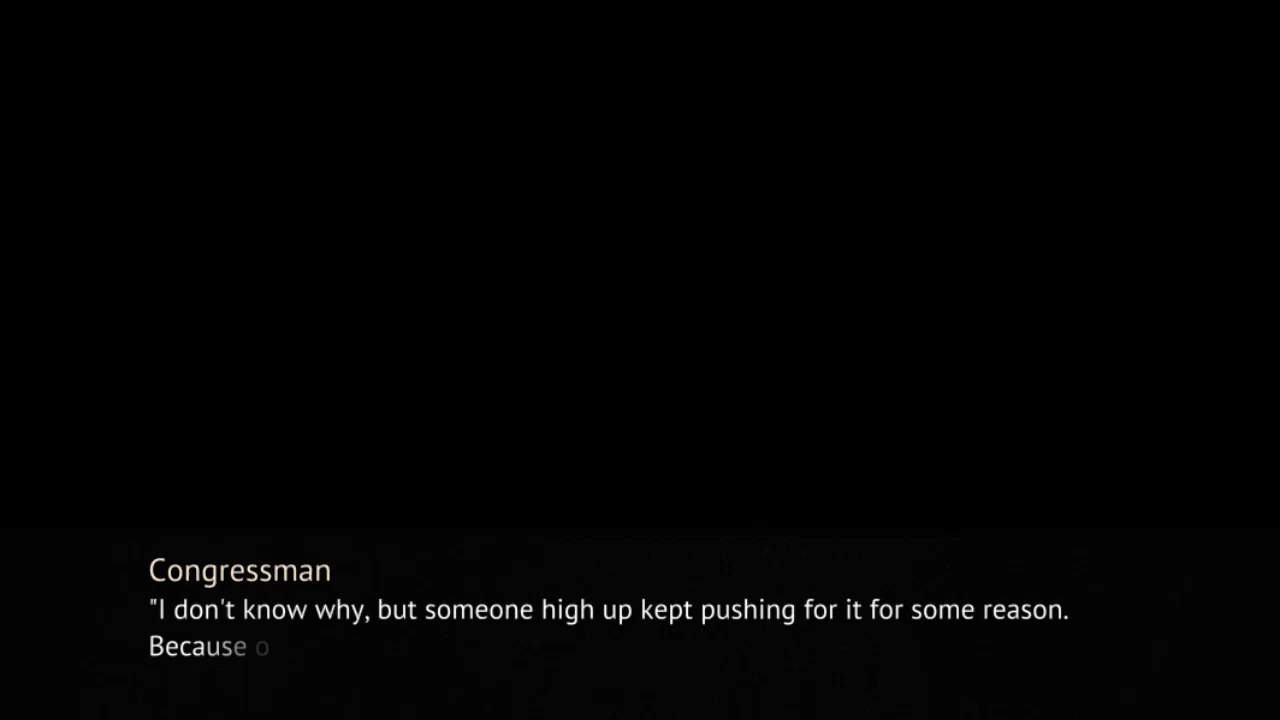 Congressman
"I don't know why, but someone high up kept pushing for it for some reason.
Because o